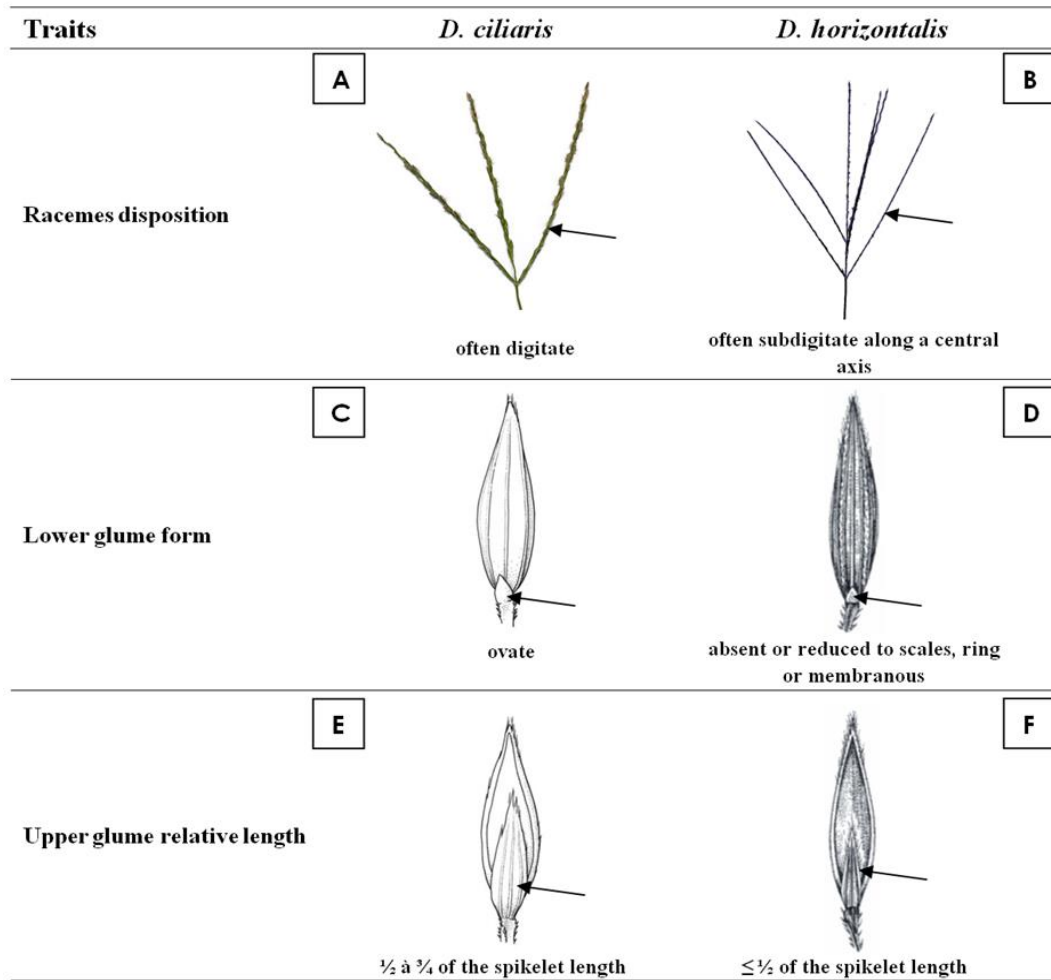 Traits D. ciliaris D. horizontalis
A B
Racemes disposition
often digitate
often subdigitate along a central
axis
C D
Lower glume form
ovate
absent or reduced to scales, ring
or membranous
E F
Upper glume relative length
½ à ¾ of the spikelet length
≤ ½ of the spikelet length